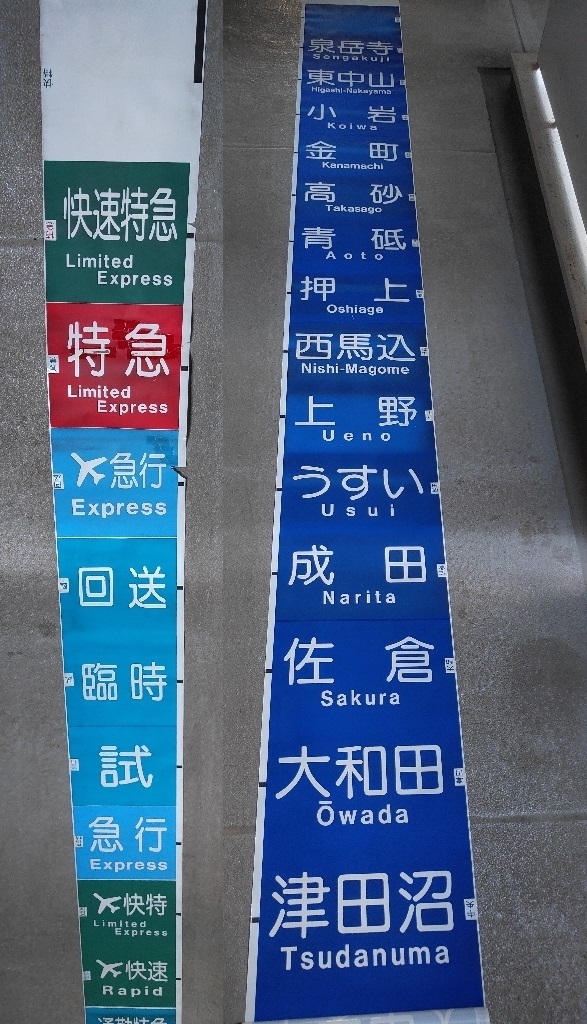 快速特急
Limited
Express
特急
Limited
Express
急行
Express
回送
臨時
試
急行
Express
快特
Limited
Express
快速
Rapid
通勤特急
泉岳寺
Sengakuji
東中山
Higashi-Nakayama
小岩
Koiwa
金町
Kanamachi
高砂
Takasago
青砥
Aoto
押上
Oshiage
西馬込
Nishi-Magome
上野
Ueno
うすい
Usui
成田
Narita
佐倉
Sakura
大和田
Ōwada
津田沼
Tsudanuma